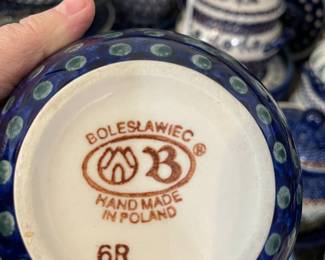 BOLESŁAWIEC
B®
HAND MADE
IN POLAND
6R